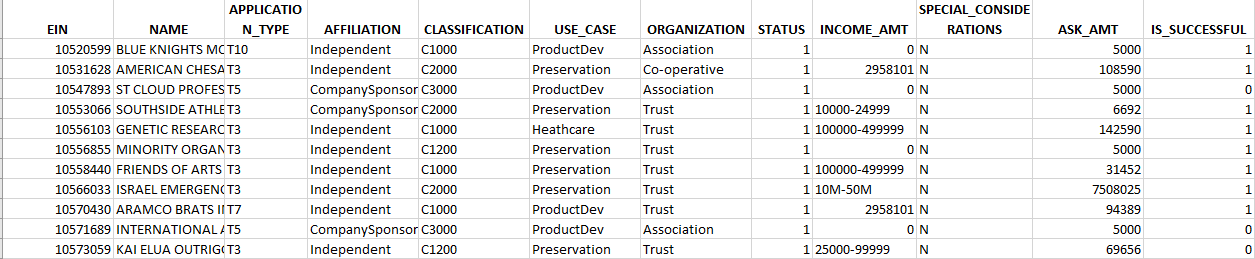 EIN NAME APPLICATIO N_TYPE AFFILIATION CLASSIFICATION USE_CASE ORGANIZATION STATUS INCOME_AMT SPECIAL_CONSIDE RATIONS ASK_AMT IS_SUCCESSFUL
10520599 BLUE KNIGHTS MC T10 Independent C1000 ProductDev Association 1 0 N 5000 1
10531628 AMERICAN CHESA T3 Independent C2000 Preservation Co-operative 1 2958101 N 108590 1
10547893 ST CLOUD PROFES T5 CompanySponsor C3000 ProductDev Association 1 0 N 5000 0
10553066 SOUTHSIDE ATHLE T3 CompanySponsor C2000 Preservation Trust 1 10000-24999 N 6692 1
10556103 GENETIC RESEARC T3 Independent C1000 Heathcare Trust 1 100000-499999 N 142590 1
10556855 MINORITY ORGAN T3 Independent C1200 Preservation Trust 1 0 N 5000 1
10558440 FRIENDS OF ARTS T3 Independent C1000 Preservation Trust 1 100000-499999 N 31452 1
10566033 ISRAEL EMERGENC T3 Independent C2000 Preservation Trust 1 10M-50M N 7508025 1
10570430 ARAMCO BRATS II T7 Independent C1000 ProductDev Trust 1 2958101 N 94389 1
10571689 INTERNATIONAL A T5 CompanySponsor C3000 ProductDev Association 1 0 N 5000 0
10573059 KAI ELUA OUTRIG T3 Independent C1200 Preservation Trust 1 25000-99999 N 69656 0